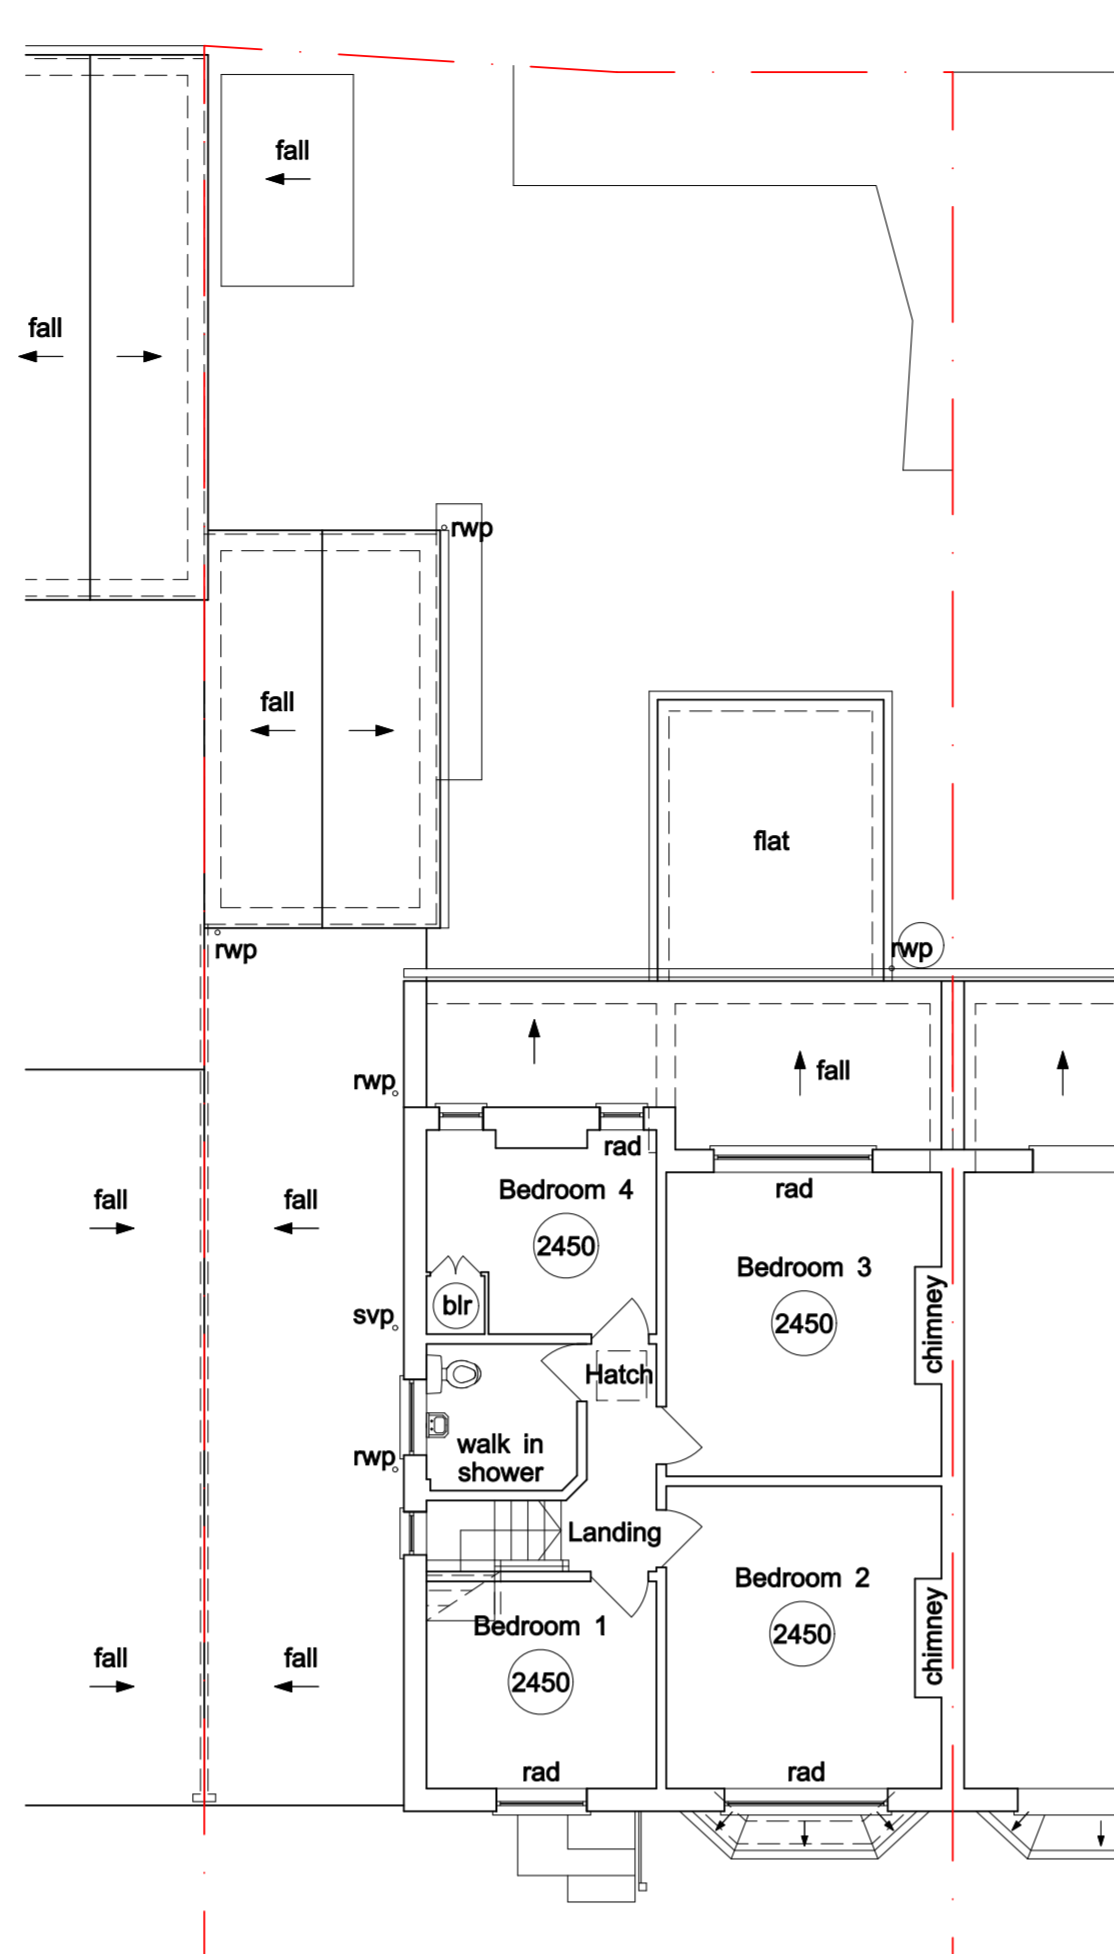 fall
fall
rwp
fall
flat
rwp
rwp
fall
rwp
rad
Bedroom 4
rad
fall
fall
2450
Bedroom 3
blr
svp
2450
chimney
Hatch
walk in
shower
rwp
Landing
Bedroom 2
Bedroom 1
2450
chimney
fall
fall
2450
rad
rad